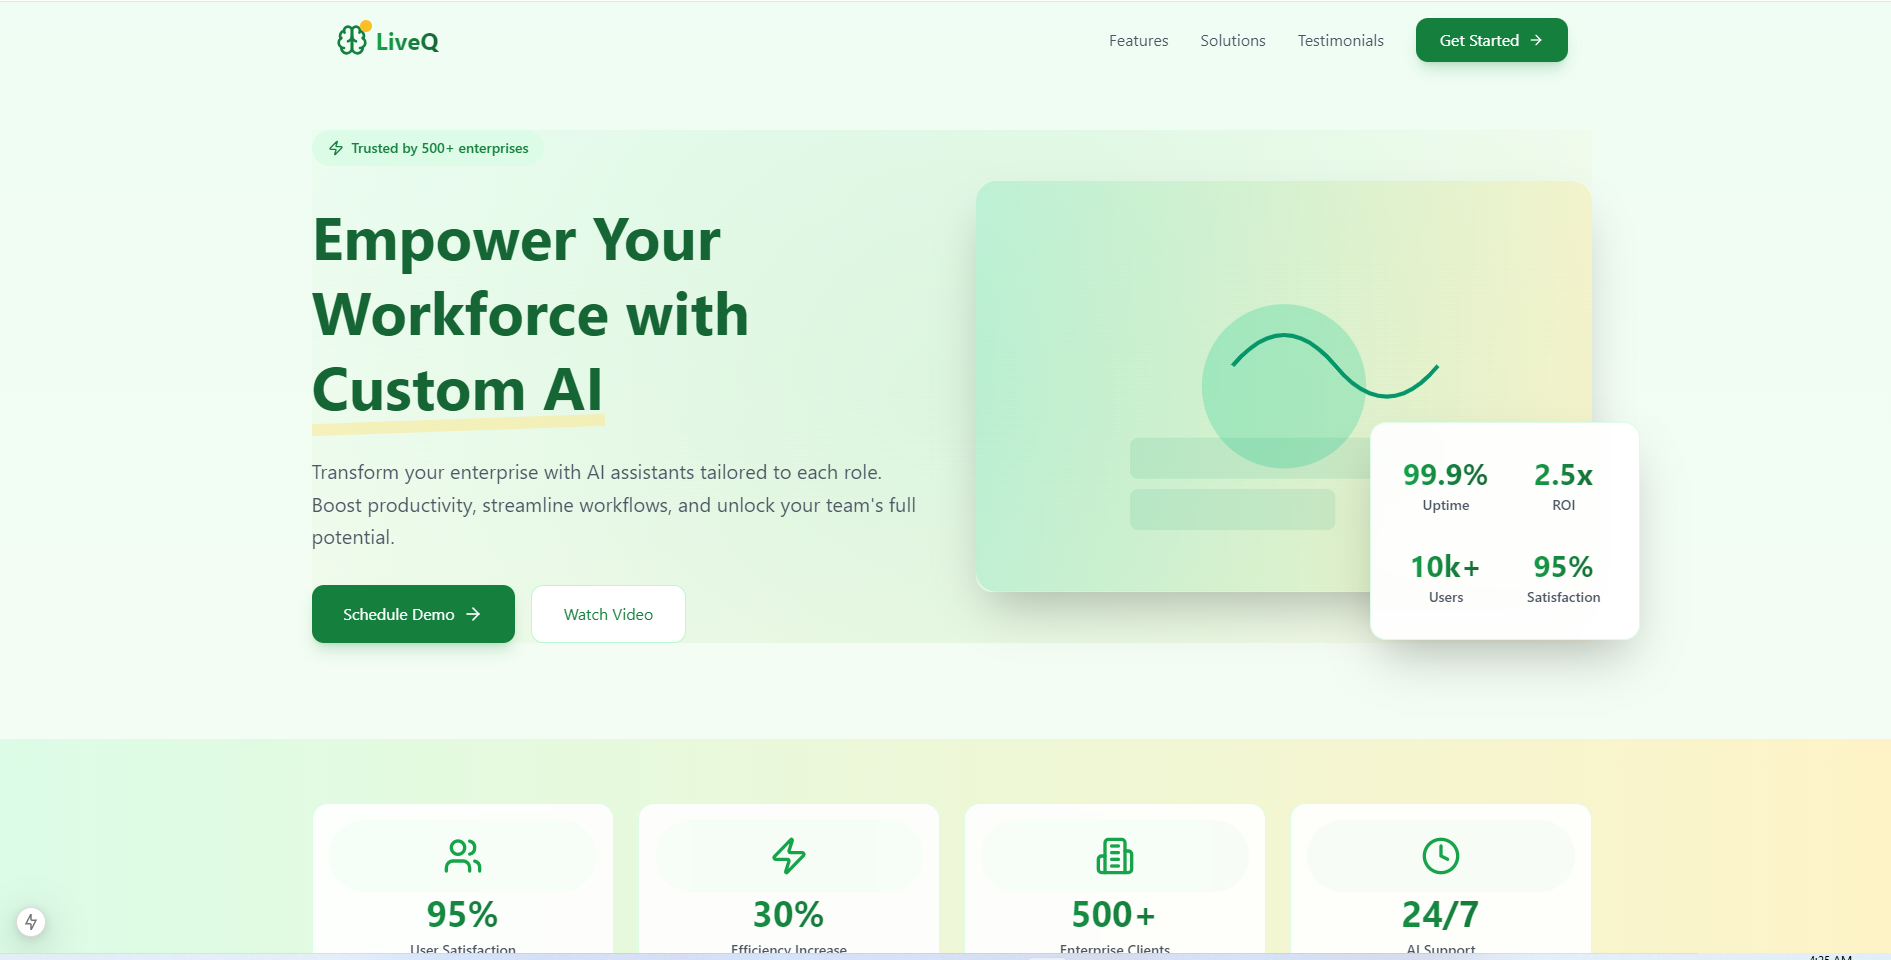 LiveQ
Features
Solutions
Testimonials
Get Started
Trusted by 500+ enterprises
Empower Your
Workforce with
Custom AI
Transform your enterprise with AI assistants tailored to each role.
Boost productivity, streamline workflows, and unlock your team's full
potential.
Schedule Demo
Watch Video
99.9%
Uptime
2.5x
ROI
10k+
Users
95%
Satisfaction
95%
User Satisfaction
30%
Efficiency Increase
500+
Enterprise Clients
24/7
AI Support
4:25 AM